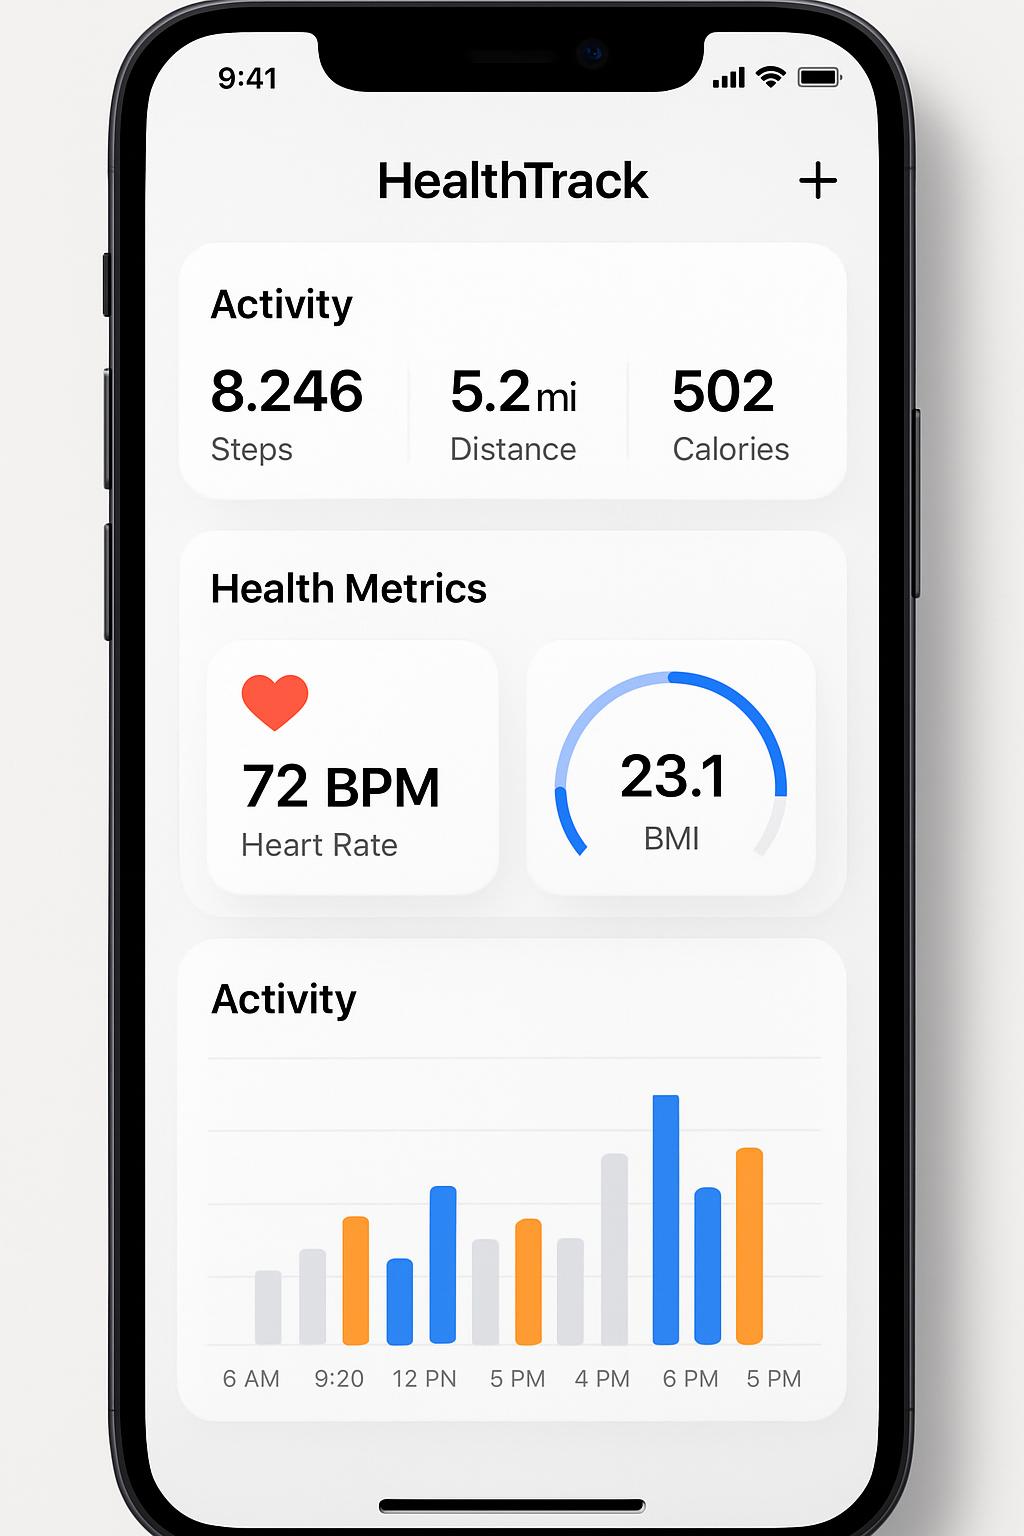 9:41
HealthTrack
Activity
8.246 5.2 mi 502
Steps Distance Calories
Health Metrics
72 BPM
Heart Rate
23.1
BMI
Activity
6 AM 9:20 12 PN 5 PM 4 PM 6 PM 5 PM